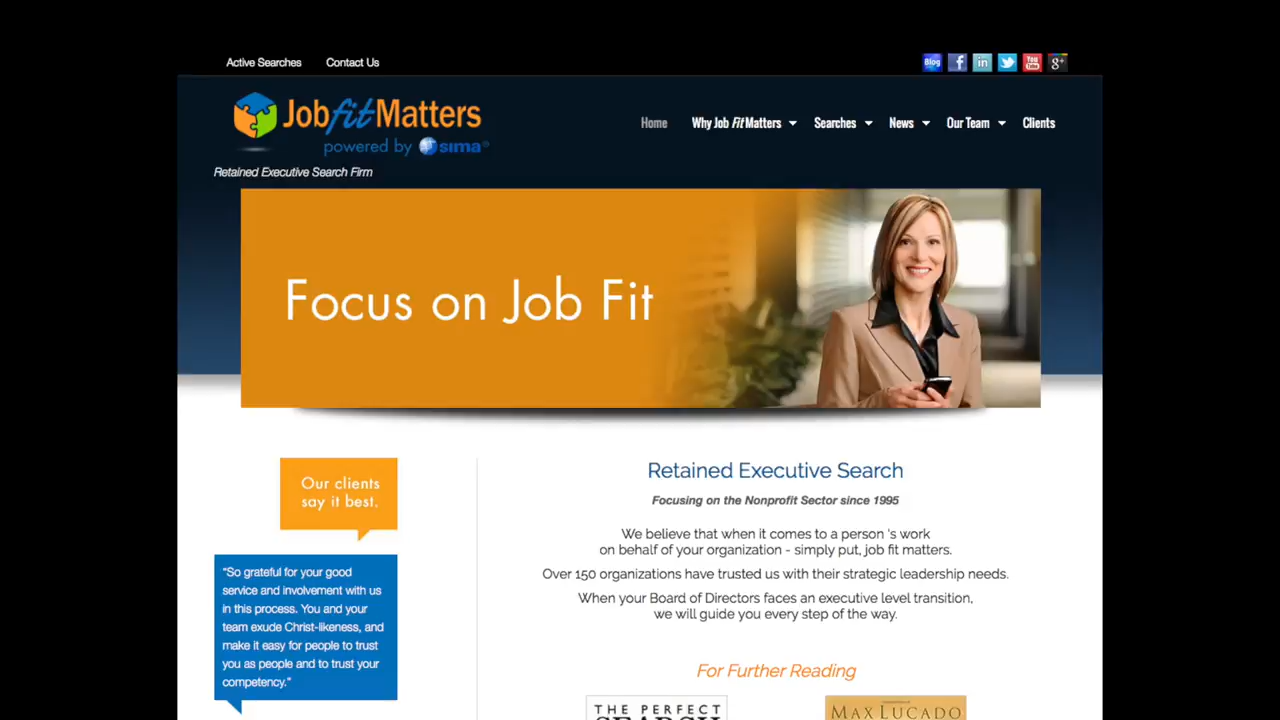 Active Searches
Contact Us
Blog
f
in
You
Tube
g+
JobfitMatters
powered by sima®
Retained Executive Search Firm
Home
Why Job FitMatters
Searches
News
Our Team
Clients
Focus on Job Fit
Our clients
say it best.
"So grateful for your good
service and involvement with us
in this process. You and your
team exude Christ-likeness, and
make it easy for people to trust
you as people and to trust your
competency."
Retained Executive Search
Focusing on the Nonprofit Sector since 1995
We believe that when it comes to a person 's work
on behalf of your organization - simply put, job fit matters.
Over 150 organizations have trusted us with their strategic leadership needs.
When your Board of Directors faces an executive level transition,
we will guide you every step of the way.
For Further Reading
THE PERFECT
SEARCH
MAX LUCADO